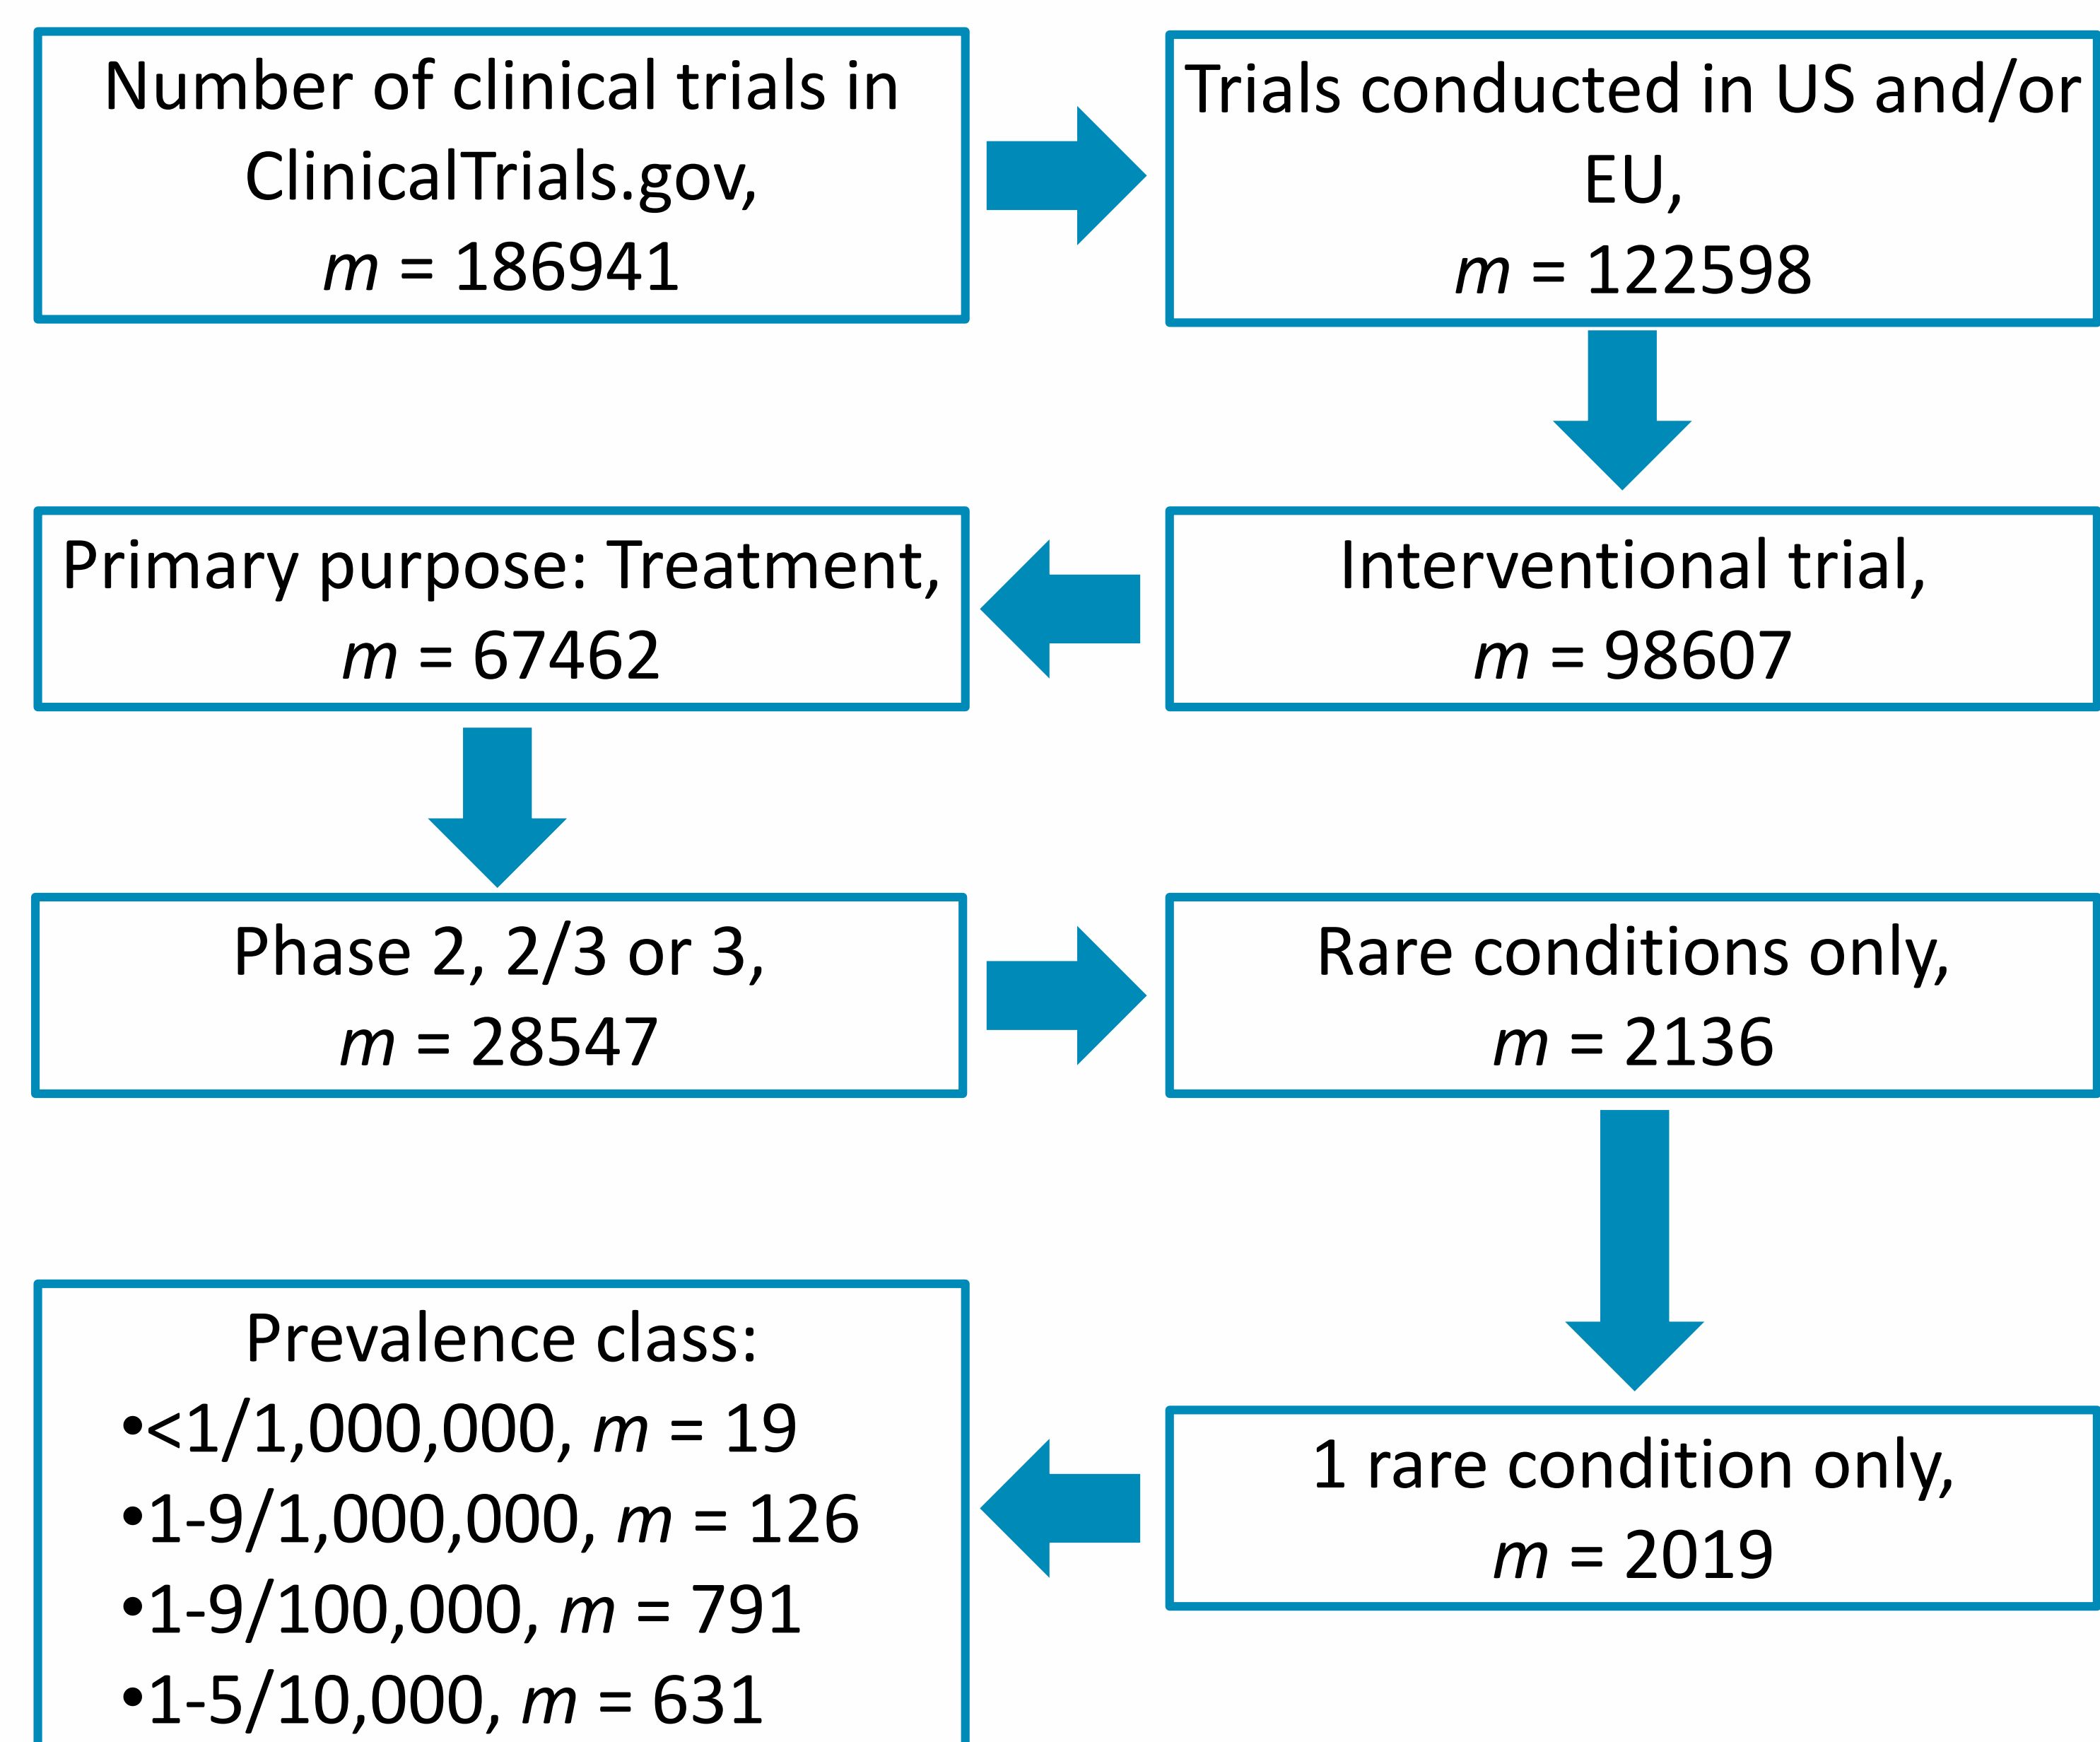 Number of clinical trials in
ClinicalTrials.gov,
m = 186941
Trials conducted in US and/or
EU,
m = 122598
Interventional trial,
m = 98607
Primary purpose: Treatment,
m = 67462
Phase 2, 2/3 or 3,
m = 28547
Rare conditions only,
m = 2136
1 rare condition only,
m = 2019
Prevalence class:
•<1/1,000,000, m = 19
•1-9/1,000,000, m = 126
•1-9/100,000, m = 791
•1-5/10,000, m = 631